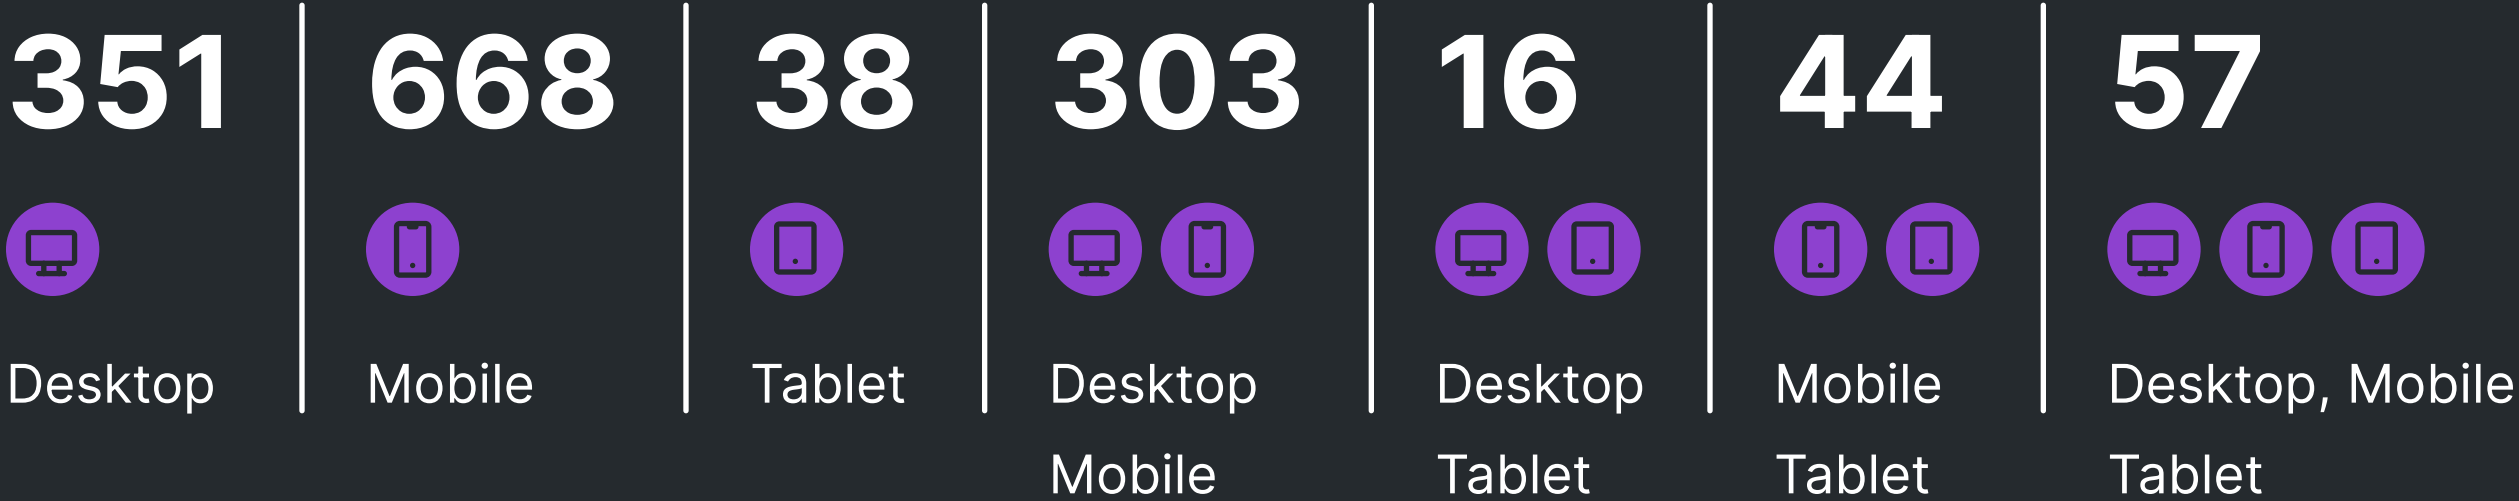 351
Desktop
668
Mobile
38
Tablet
303
Desktop
Mobile
16
Desktop
Tablet
44
Mobile
Tablet
57
Desktop, Mobile
Tablet